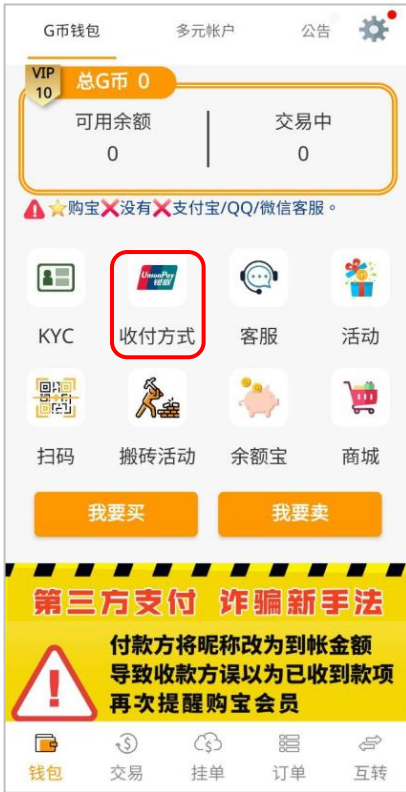 G币钱包 多元帐户 公告
VIP
10
总G币 0
可用余额 交易中
0 0
⚠⭐购宝❌没有❌支付宝/QQ/微信客服。
UnionPay
银联
KYC 收付方式 客服 活动
扫码 搬砖活动 余额宝 商城
我要买 我要卖
第三方支付 诈骗新手法
付款方将昵称改为到帐金额
导致收款方误以为已收到款项
再次提醒购宝会员
钱包 交易 挂单 订单 互转